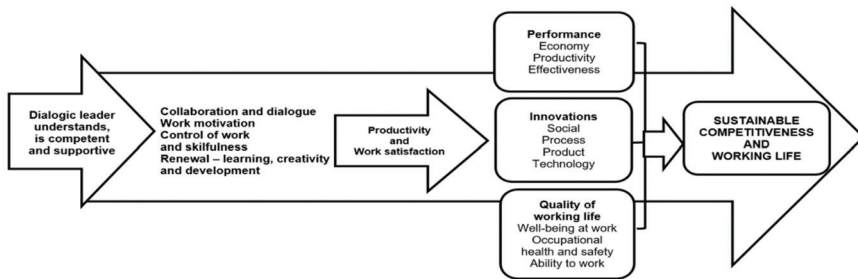 Dialogic leader
understands,
is competent
and supportive
Collaboration and dialogue
Work motivation
Control of work
and skilfulness
Renewal – learning, creativity
and development
Productivity
and
Work satisfaction
Performance
Economy
Productivity
Effectiveness
Innovations
Social
Process
Product
Technology
Quality of
working life
Well-being at work
Occupational
health and safety
Ability to work
SUSTAINABLE
COMPETITIVENESS
AND
WORKING LIFE